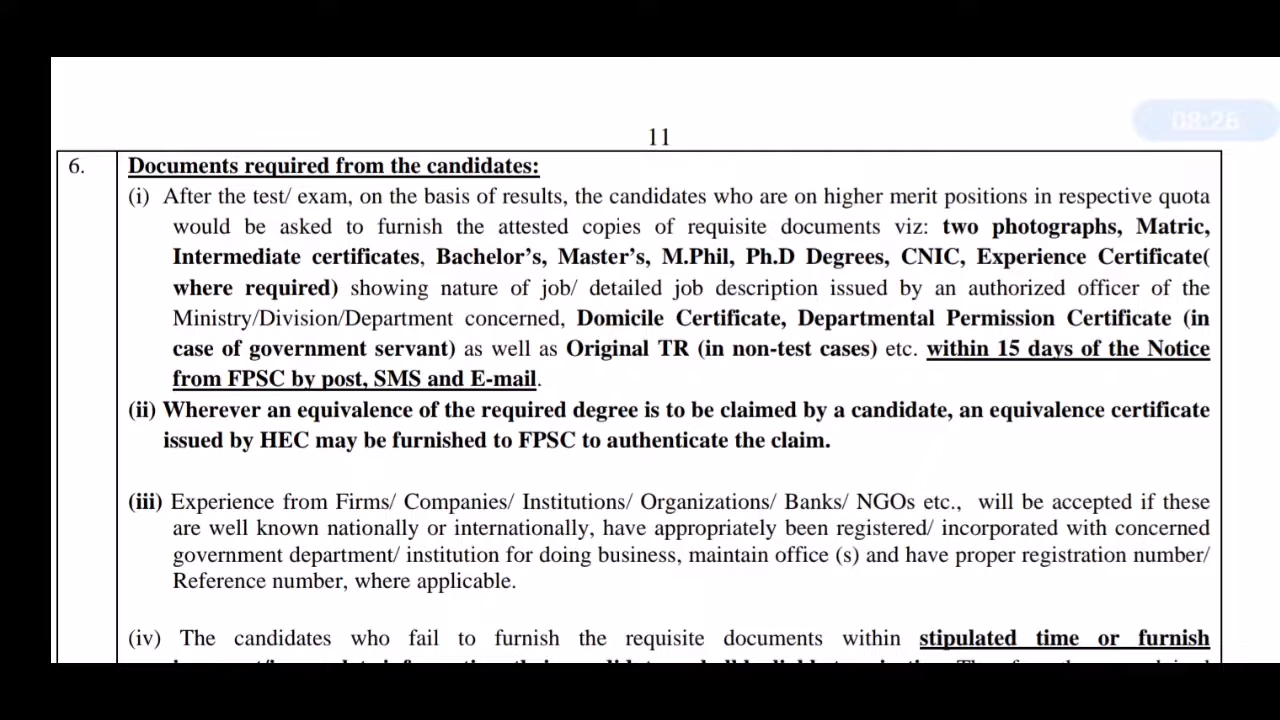 08:26
11
6. Documents required from the candidates:
(i) After the test/ exam, on the basis of results, the candidates who are on higher merit positions in respective quota
would be asked to furnish the attested copies of requisite documents viz: two photographs, Matric,
Intermediate certificates, Bachelor's, Master's, M.Phil, Ph.D Degrees, CNIC, Experience Certificate(
where required) showing nature of job/ detailed job description issued by an authorized officer of the
Ministry/Division/Department concerned, Domicile Certificate, Departmental Permission Certificate (in
case of government servant) as well as Original TR (in non-test cases) etc. within 15 days of the Notice
from FPSC by post, SMS and E-mail.
(ii) Wherever an equivalence of the required degree is to be claimed by a candidate, an equivalence certificate
issued by HEC may be furnished to FPSC to authenticate the claim.
(iii) Experience from Firms/ Companies/ Institutions/ Organizations/ Banks/ NGOs etc., will be accepted if these
are well known nationally or internationally, have appropriately been registered/ incorporated with concerned
government department/ institution for doing business, maintain office (s) and have proper registration number/
Reference number, where applicable.
(iv) The candidates who fail to furnish the requisite documents within stipulated time or furnish